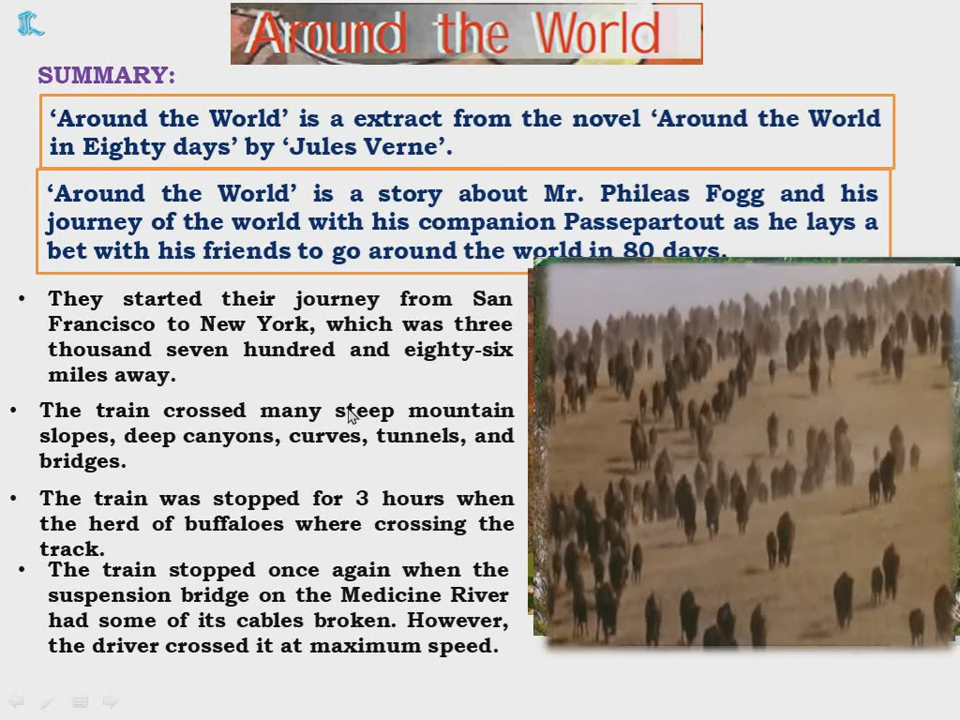 Around the World
SUMMARY:
‘Around the World’ is a extract from the novel ‘Around the World
in Eighty days’ by ‘Jules Verne’.
‘Around the World’ is a story about Mr. Phileas Fogg and his
journey of the world with his companion Passepartout as he lays a
bet with his friends to go around the world in 80 days.
• They started their journey from San
Francisco to New York, which was three
thousand seven hundred and eighty-six
miles away.
• The train crossed many steep mountain
slopes, deep canyons, curves, tunnels, and
bridges.
• The train was stopped for 3 hours when
the herd of buffaloes where crossing the
track.
• The train stopped once again when the
suspension bridge on the Medicine River
had some of its cables broken. However,
the driver crossed it at maximum speed.